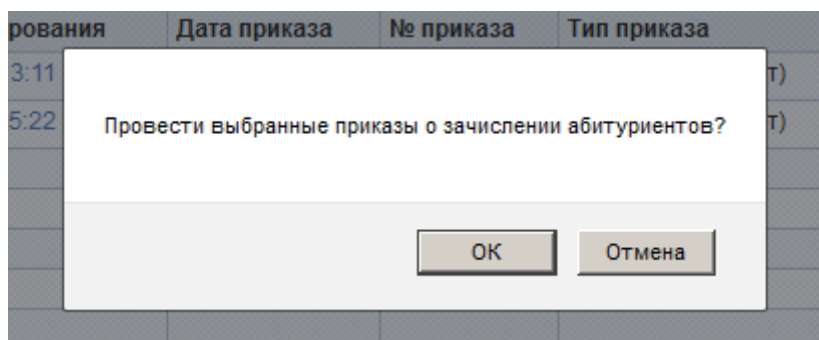 рования Дата приказа № приказа Тип приказа
3:11 т)
5:22 т)
Провести выбранные приказы о зачислении абитуриентов?
ОК Отмена